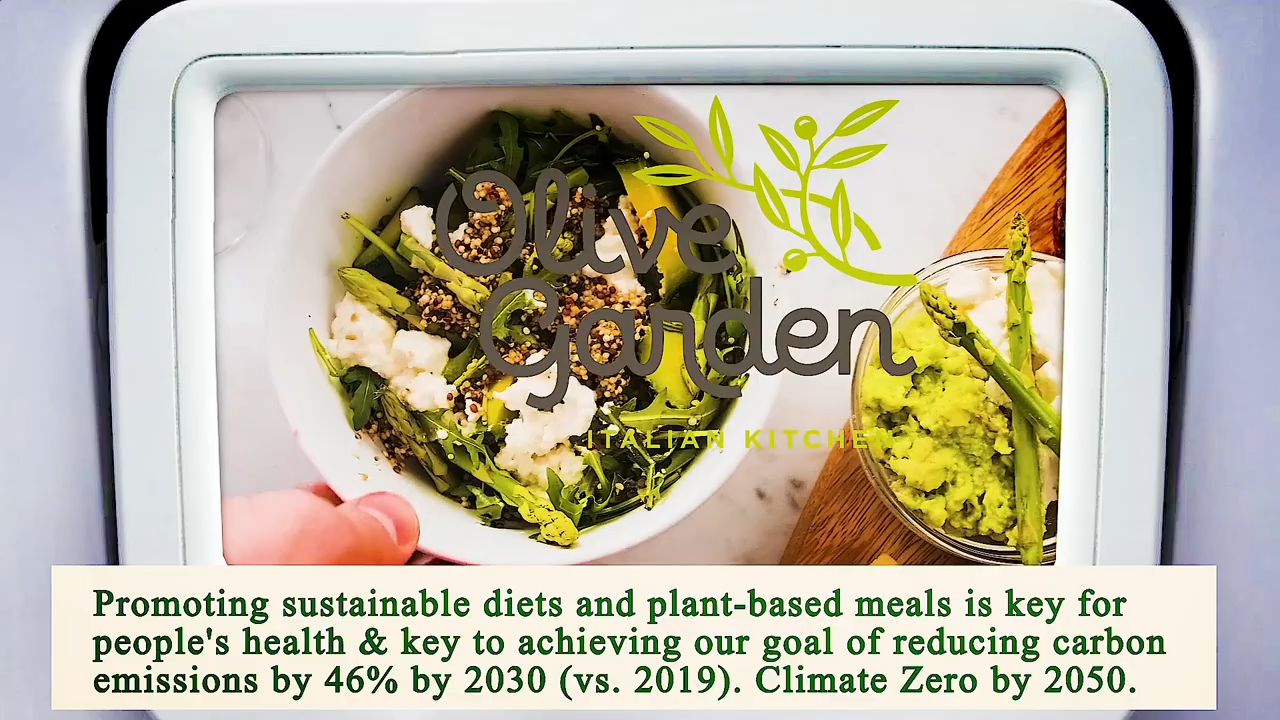 Olive
Garden
ITALIAN KITCHEN
Promoting sustainable diets and plant-based meals is key for
people's health & key to achieving our goal of reducing carbon
emissions by 46% by 2030 (vs. 2019). Climate Zero by 2050.